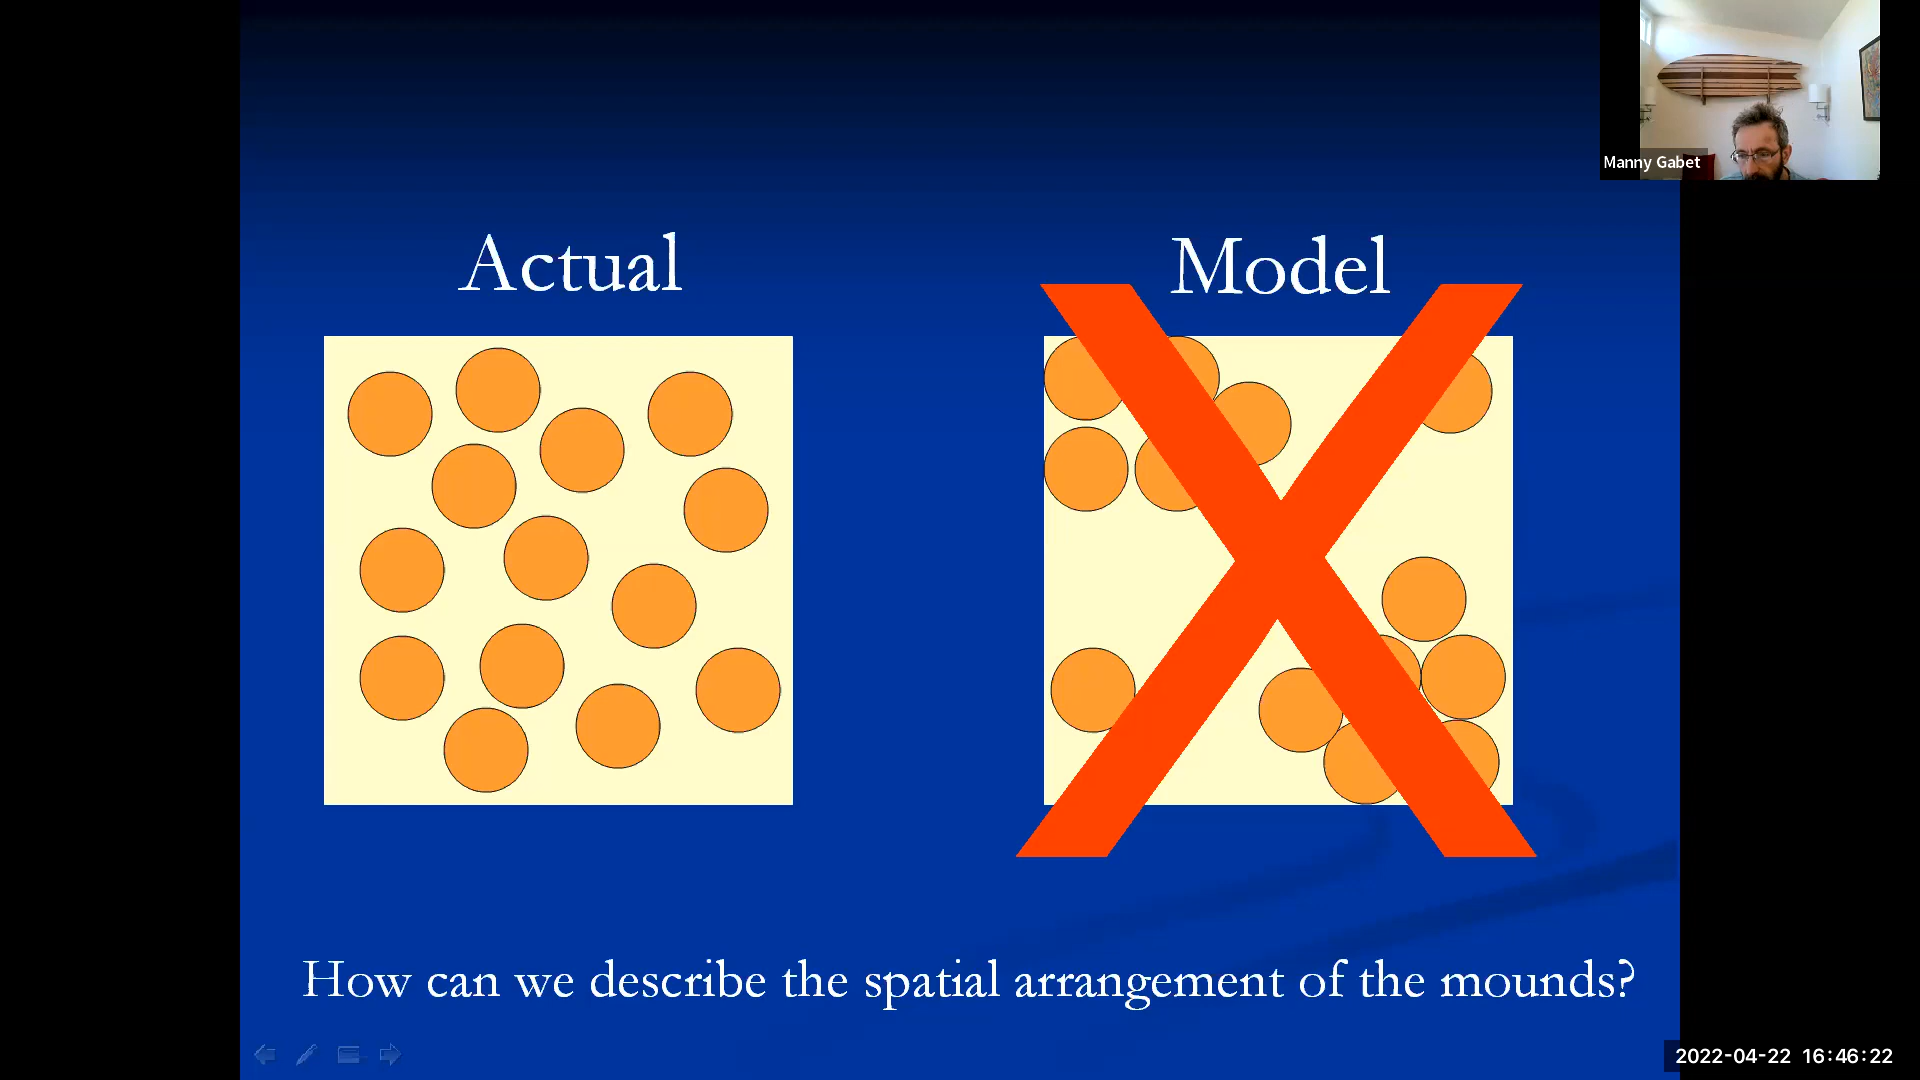 Manny Gabet
Actual
Model
How can we describe the spatial arrangement of the mounds?
2022-04-22 16:46:22